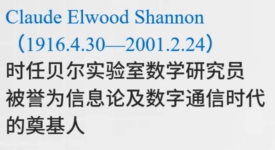 Claude Elwood Shannon
（1916.4.30—2001.2.24）
时任贝尔实验室数学研究员
被誉为信息论及数字通信时代
的奠基人